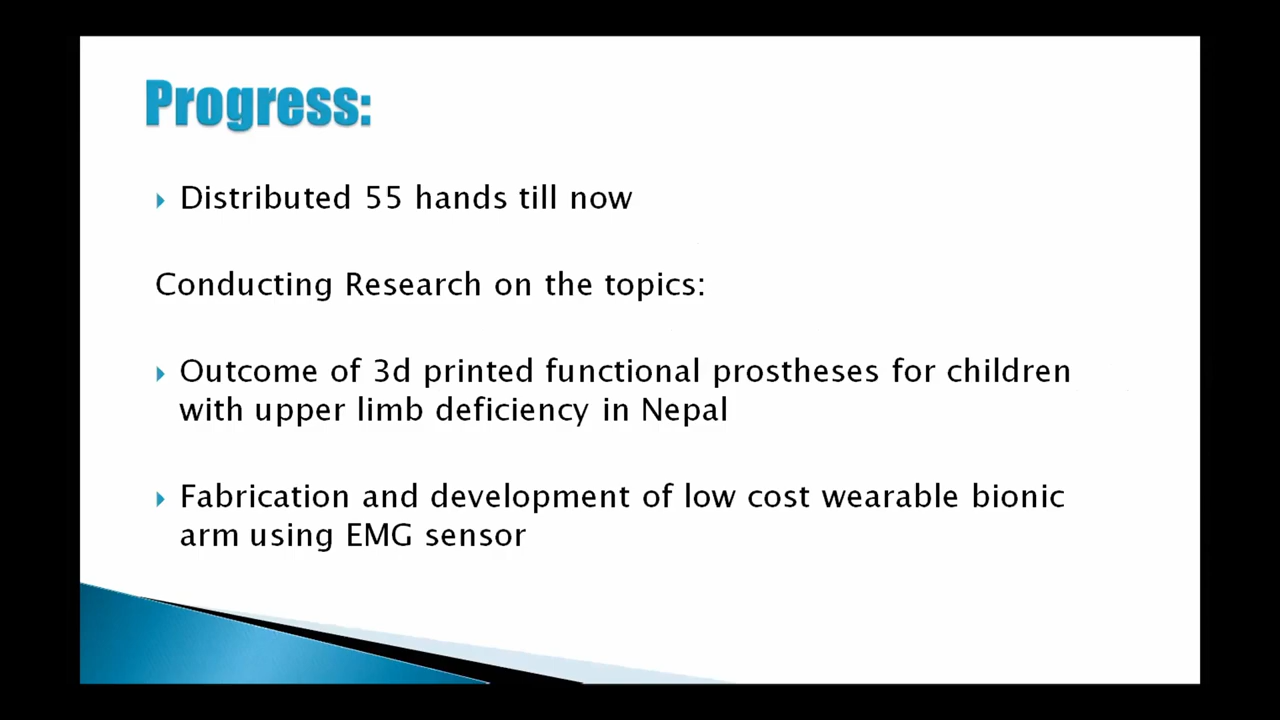 Progress:
Distributed 55 hands till now
Conducting Research on the topics:
Outcome of 3d printed functional prostheses for children
with upper limb deficiency in Nepal
Fabrication and development of low cost wearable bionic
arm using EMG sensor